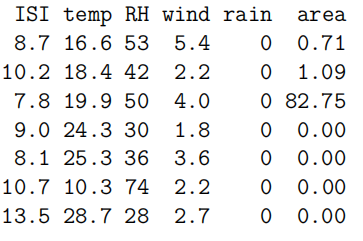 ISI temp RH wind rain area
8.7 16.6 53 5.4 0 0.71
10.2 18.4 42 2.2 0 1.09
7.8 19.9 50 4.0 0 82.75
9.0 24.3 30 1.8 0 0.00
8.1 25.3 36 3.6 0 0.00
10.7 10.3 74 2.2 0 0.00
13.5 28.7 28 2.7 0 0.00